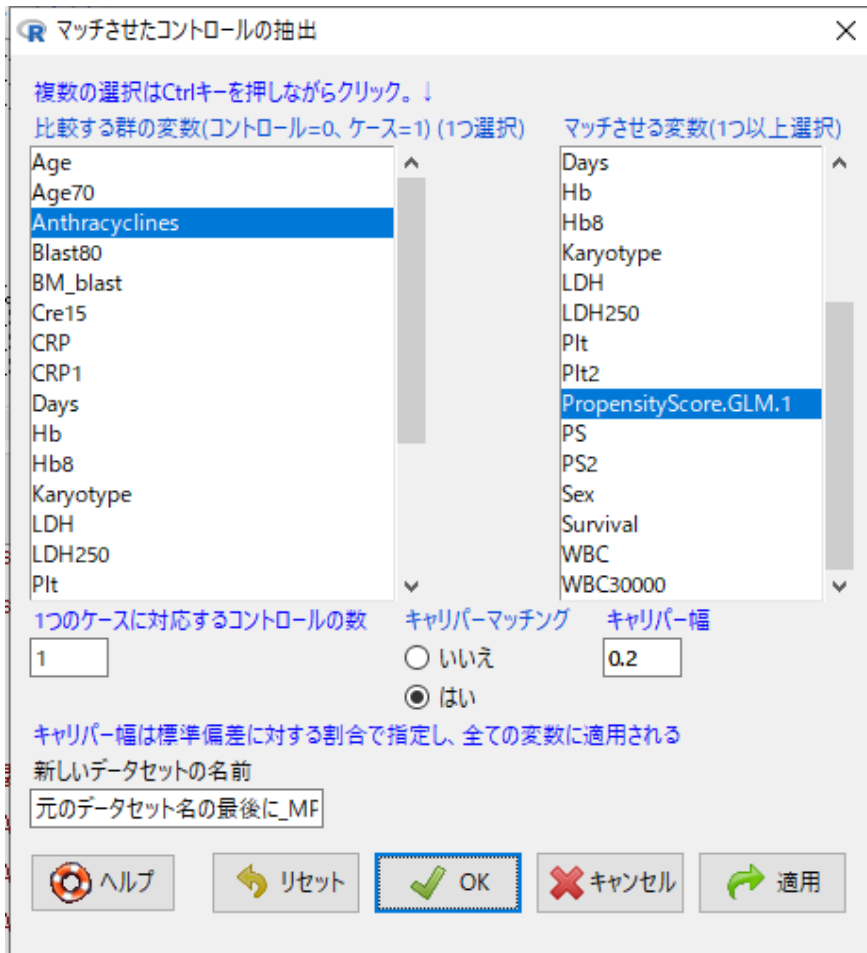 マッチさせたコントロールの抽出
複数の選択はCtrlキーを押しながらクリック。↓
比較する群の変数(コントロール=0、ケース=1) (1つ選択)
Age
Age70
Anthracyclines
Blast80
BM_blast
Cre15
CRP
CRP1
Days
Hb
Hb8
Karyotype
LDH
LDH250
Plt
マッチさせる変数(1つ以上選択)
Days
Hb
Hb8
Karyotype
LDH
LDH250
Plt
Plt2
PropensityScore.GLM.1
PS
PS2
Sex
Survival
WBC
WBC30000
1つのケースに対応するコントロールの数
1
キャリパーマッチング
いいえ
はい
キャリパー幅
0.2
キャリパー幅は標準偏差に対する割合で指定し、全ての変数に適用される
新しいデータセットの名前
元のデータセット名の最後に_MP
ヘルプ
リセット
OK
キャンセル
適用